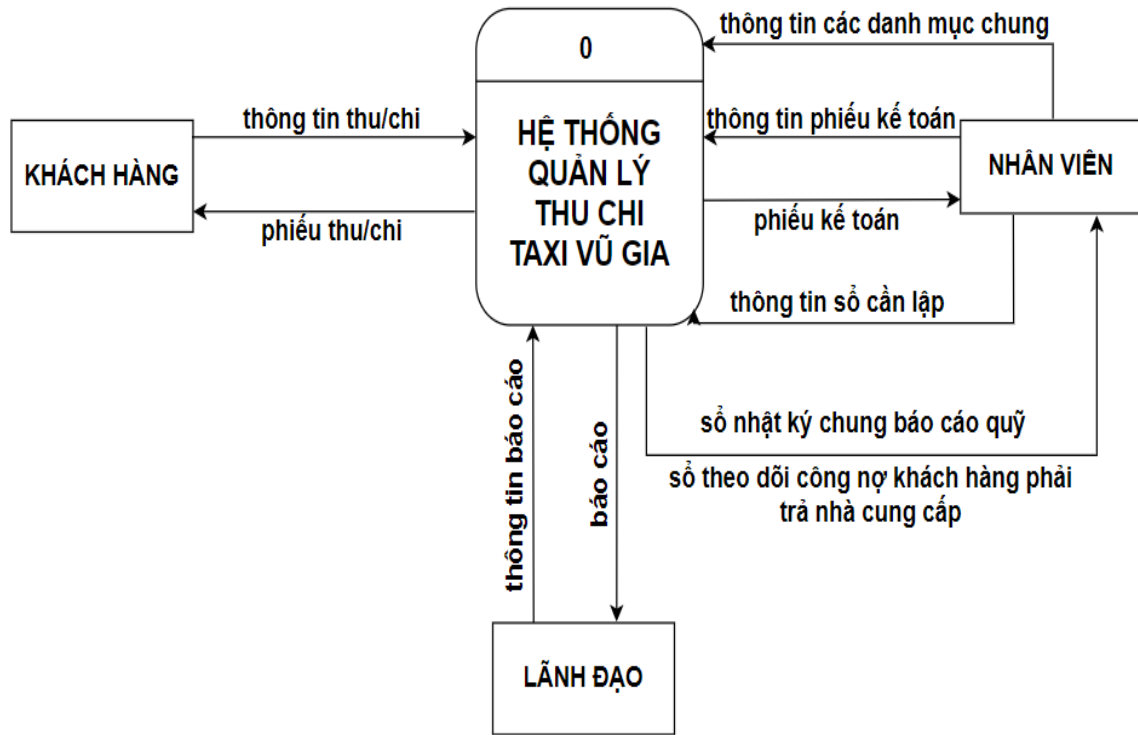 thông tin các danh mục chung
0
thông tin thu/chi
HỆ THỐNG
QUẢN LÝ
THU CHI
TAXI VŨ GIA
thông tin phiếu kế toán
KHÁCH HÀNG
NHÂN VIÊN
phiếu thu/chi
phiếu kế toán
thông tin sổ cần lập
thông tin báo cáo
báo cáo
sổ nhật ký chung báo cáo quỹ
sổ theo dõi công nợ khách hàng phải
trả nhà cung cấp
LÃNH ĐẠO